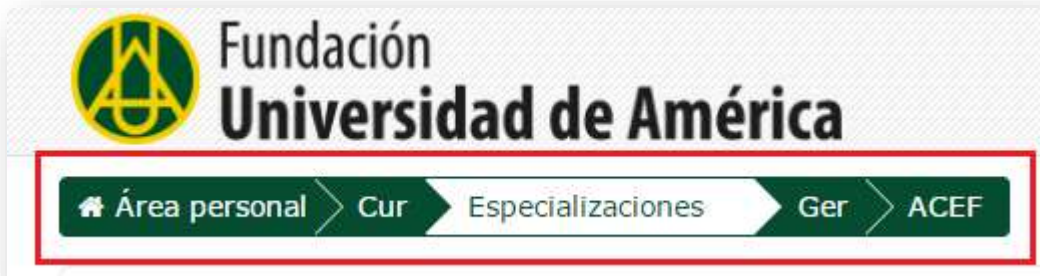 Fundación
Universidad de América
Área personal Cur Especializaciones Ger ACEF